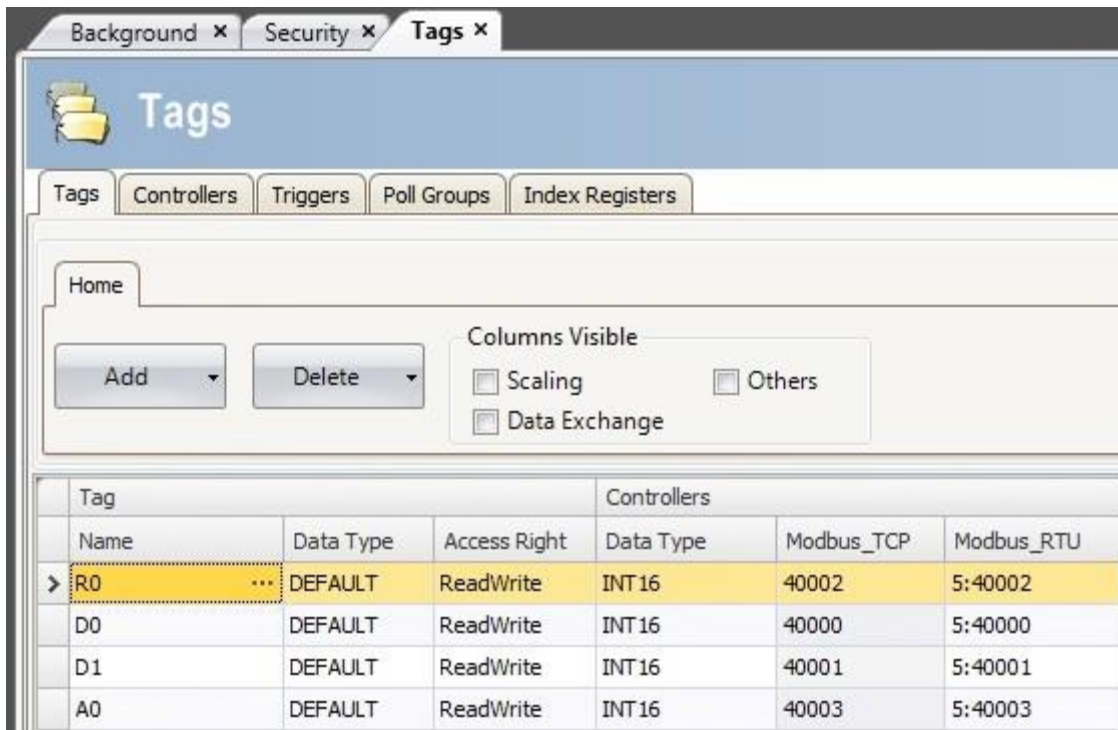 Background × Security × Tags ×
Tags
Tags Controllers Triggers Poll Groups Index Registers
Home
Columns Visible
Add Delete Scaling Others
Data Exchange
Tag Controllers
Name Data Type Access Right Data Type Modbus_TCP Modbus_RTU
R0 ... DEFAULT ReadWrite INT16 40002 5:40002
D0 DEFAULT ReadWrite INT16 40000 5:40000
D1 DEFAULT ReadWrite INT16 40001 5:40001
A0 DEFAULT ReadWrite INT16 40003 5:40003